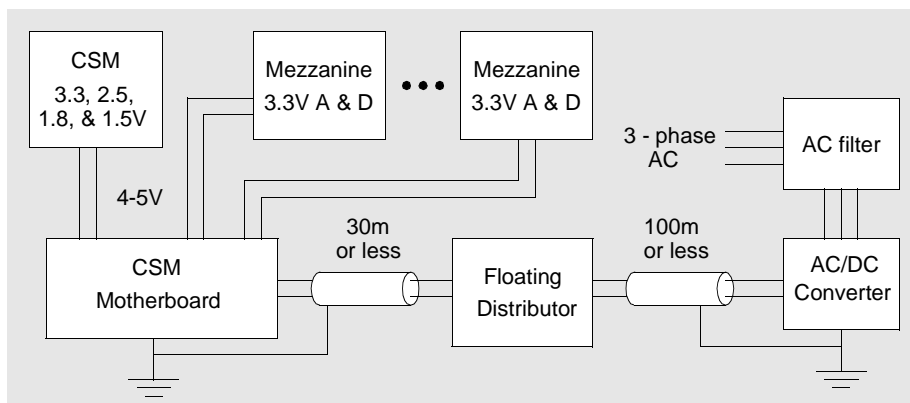 CSM
3.3, 2.5,
1.8, & 1.5V
Mezzanine
3.3V A & D
Mezzanine
3.3V A & D
3 - phase
AC
AC filter
4-5V
CSM
Motherboard
30m
or less
Floating
Distributor
100m
or less
AC/DC
Converter